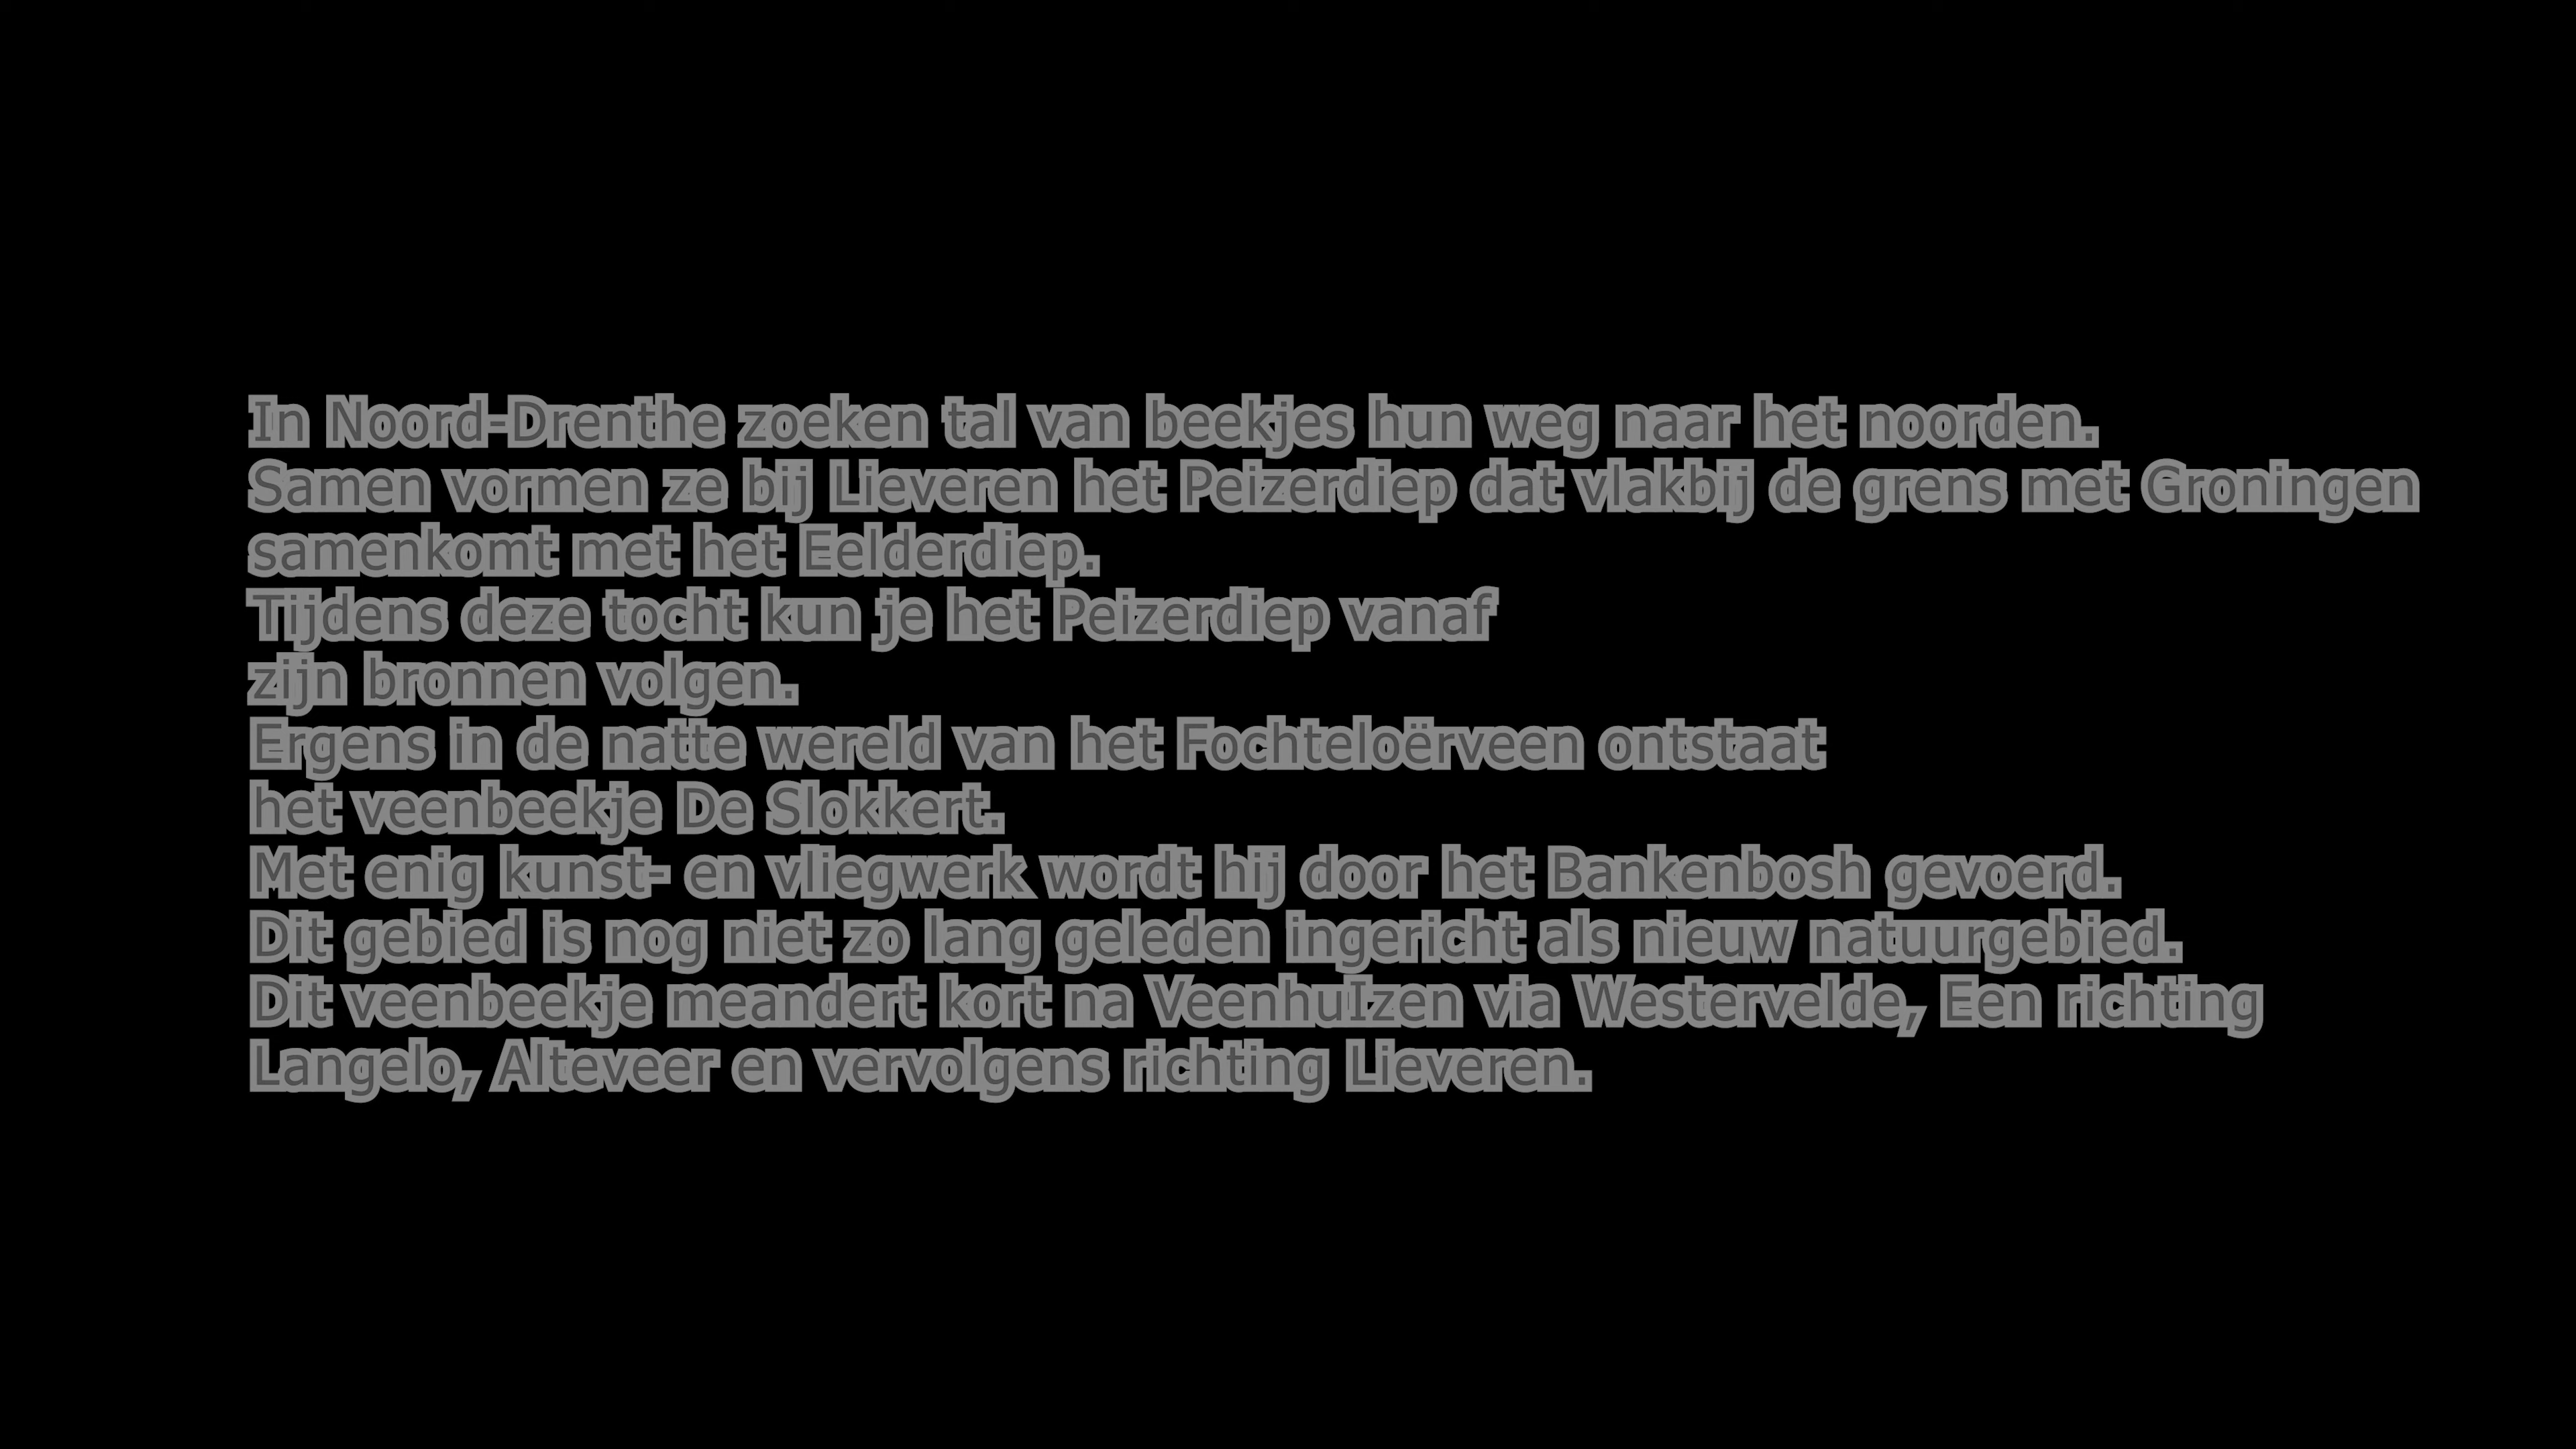 In Noord-Drenthe zoeken tal van beekjes hun weg naar het noorden.
Samen vormen ze bij Lieveren het Peizerdiep dat vlakbij de grens met Groningen
samenkomt met het Eelderdiep.
Tijdens deze tocht kun je het Peizerdiep vanaf
zijn bronnen volgen.
Ergens in de natte wereld van het Fochteloërveen ontstaat
het veenbeekje De Slokkert.
Met enig kunst- en vliegwerk wordt hij door het Bankenbosh gevoerd.
Dit gebied is nog niet zo lang geleden ingericht als nieuw natuurgebied.
Dit veenbeekje meandert kort na VeenhuIzen via Westervelde, Een richting
Langelo, Alteveer en vervolgens richting Lieveren.